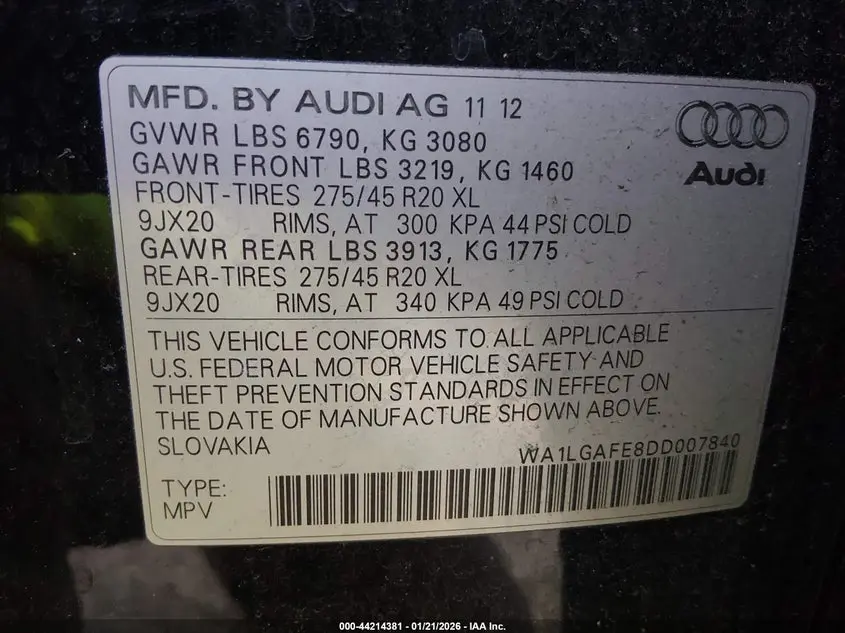 MFD. BY AUDI AG 11 12
GVWR LBS 6790, KG 3080
GAWR FRONT LBS 3219, KG 1460
FRONT-TIRES 275/45 R20 XL
9JX20 RIMS, AT 300 KPA 44 PSI COLD
GAWR REAR LBS 3913, KG 1775
REAR-TIRES 275/45 R20 XL
9JX20 RIMS, AT 340 KPA 49 PSI COLD
Audi
THIS VEHICLE CONFORMS TO ALL APPLICABLE
U.S. FEDERAL MOTOR VEHICLE SAFETY AND
THEFT PREVENTION STANDARDS IN EFFECT ON
THE DATE OF MANUFACTURE SHOWN ABOVE.
SLOVAKIA
WA1LGAFE8DD007840
TYPE:
MPV
000-44214381 - 01/21/2026 - IAA Inc.